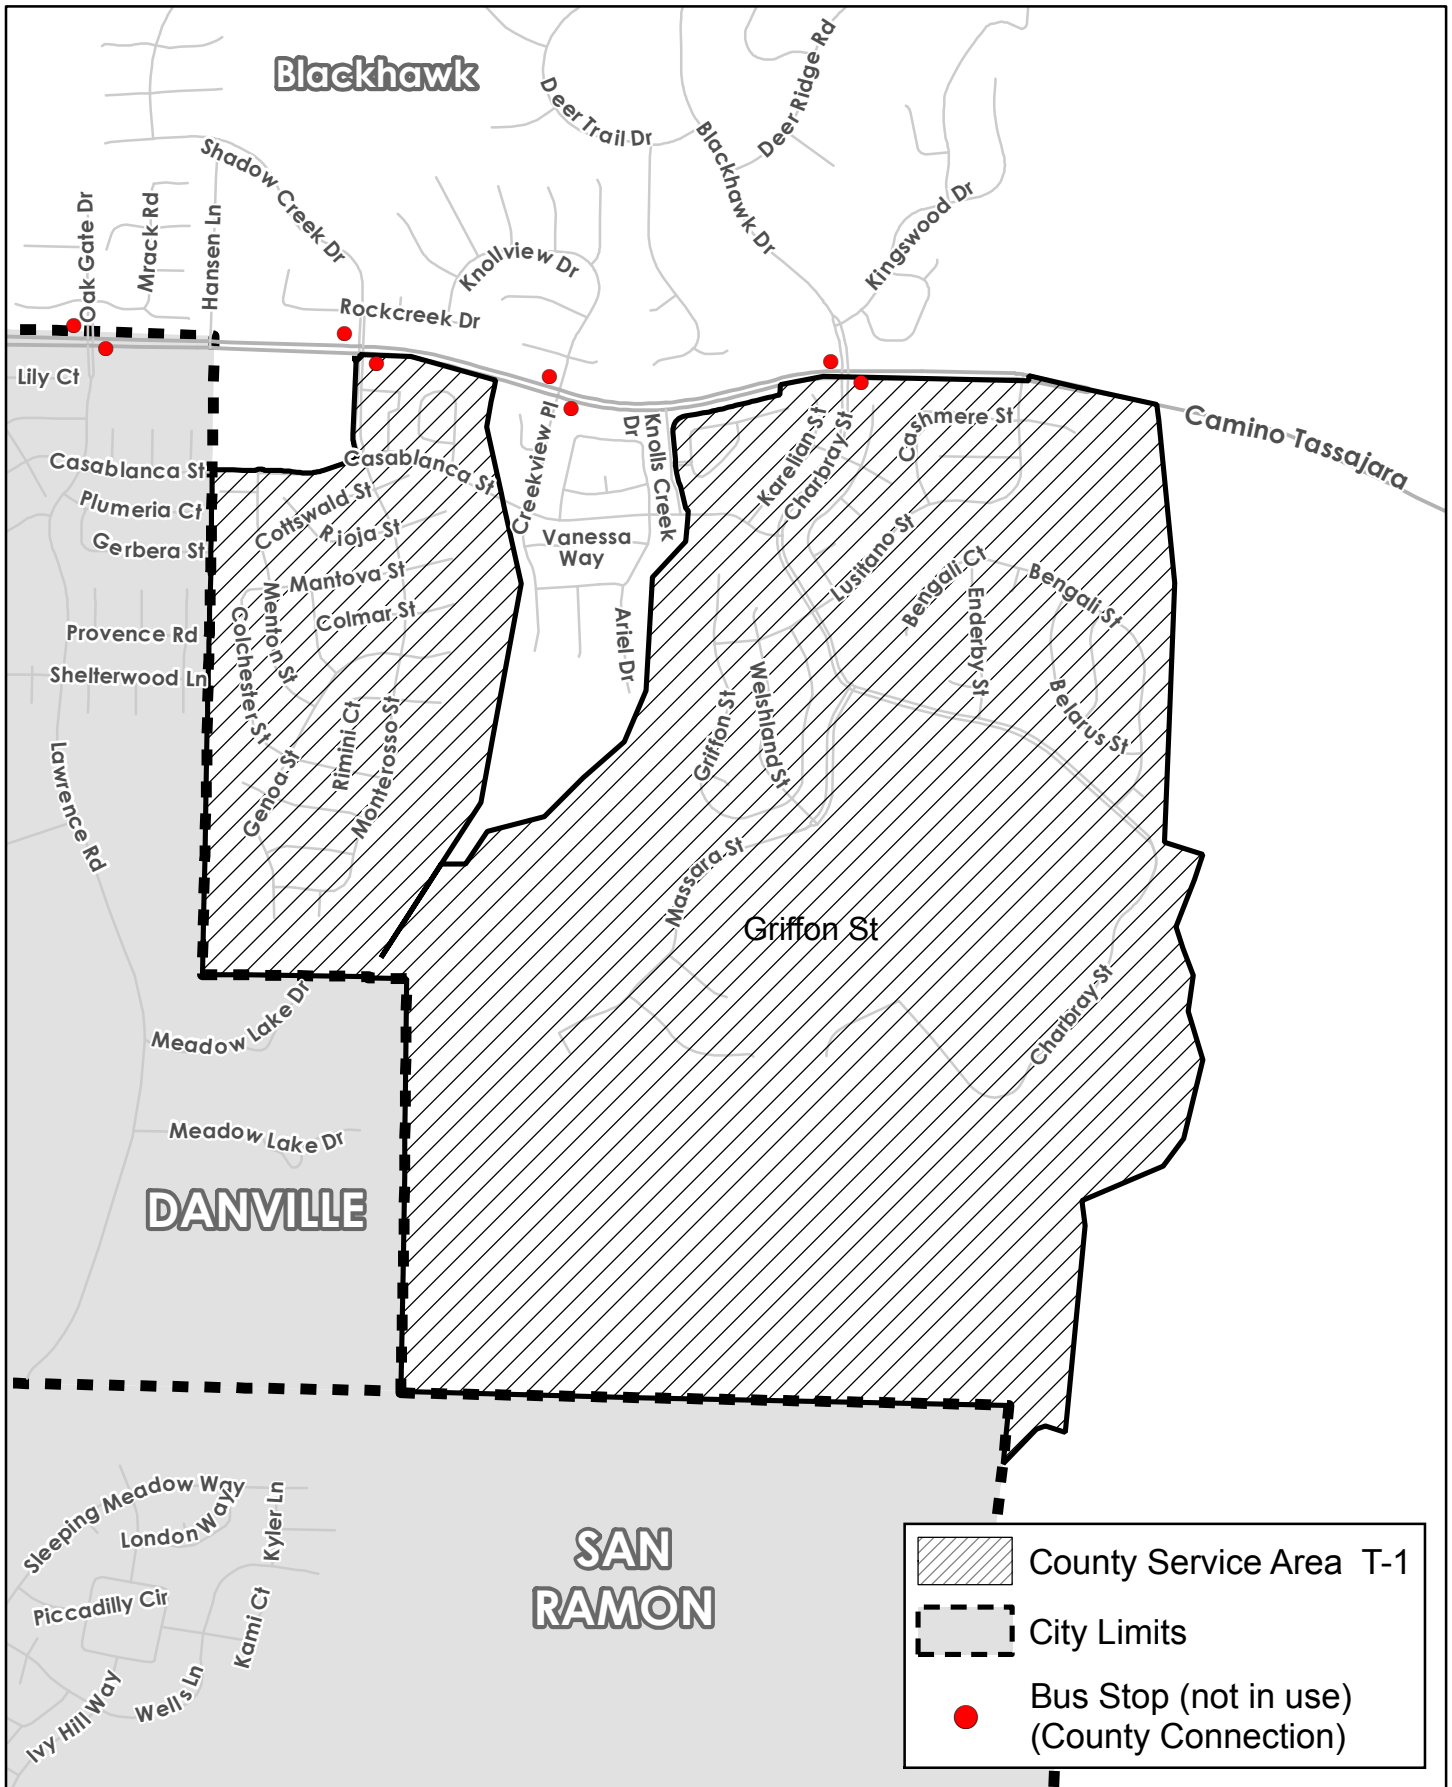 Blackhawk
Deer Trail Dr
Deer Ridge Rd
Blackhawk Dr
Kingswood Dr
Shadow Creek Dr
Oak Gate Dr
Mrack Rd
Hansen Ln
Knollview Dr
Rockcreek Dr
Lily Ct
Camino Tassajara
Casablanca St
Plumeria Ct
Gerbera St
Provence Rd
Shelterwood Ln
Lawrence Rd
Casablanca St
Cottswald St
Rioja St
Mantova St
Colmar St
Menton St
Colchester St
Genoa St
Rimini Ct
Monterosso St
Creekview Pl
Knolls Creek
Dr
Vanessa
Way
Ariel Dr
Karelian St
Charbray St
Cashmere St
Lusitano St
Bengali Ct
Enderby St
Bengali St
Belarus St
Griffon St
Welshland St
Massara St
Griffon St
Charbray St
Meadow Lake Dr
Meadow Lake Dr
DANVILLE
Sleeping Meadow Way
London Way
Kyler Ln
Piccadilly Cir
Kami Ct
Wells Ln
Ivy Hill Way
SAN
RAMON
County Service Area T-1
City Limits
Bus Stop (not in use)
(County Connection)